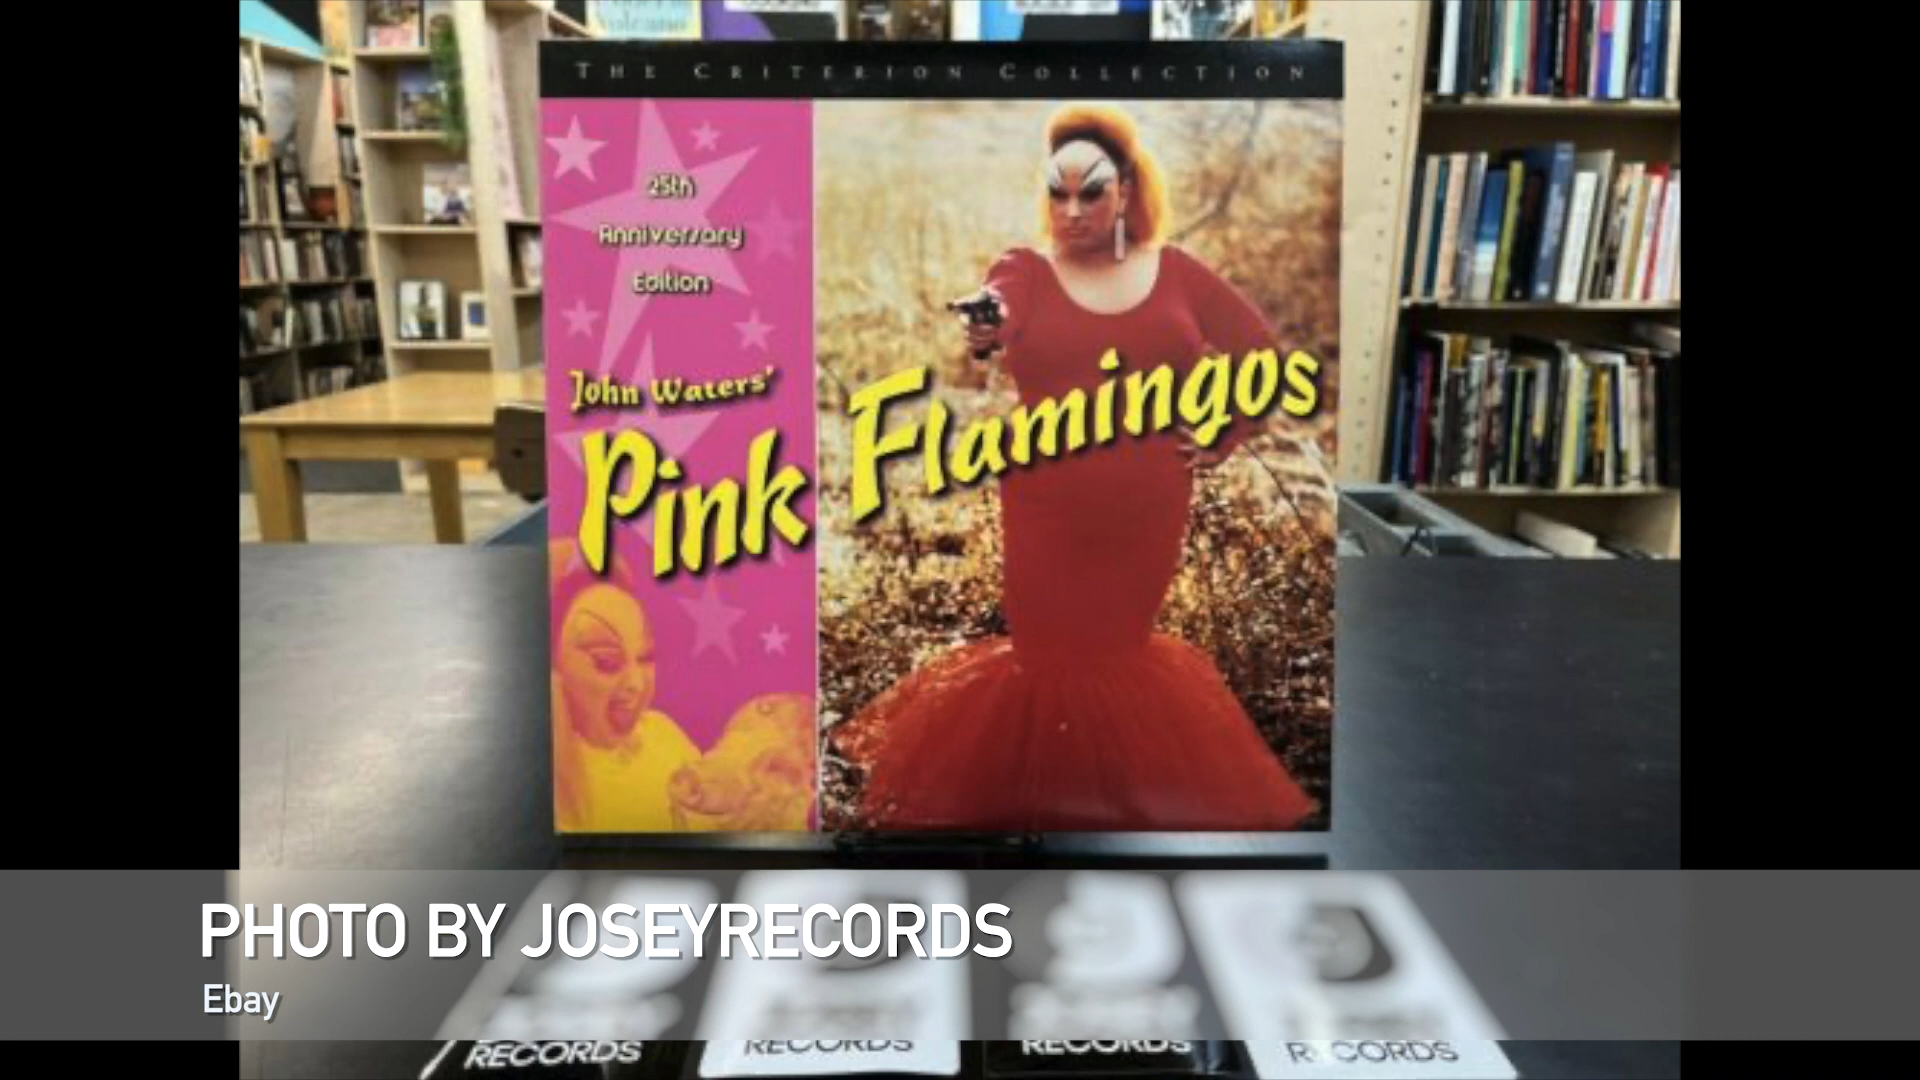 THE CRITERION COLLECTION
25th
Anniversary
Edition
John Waters'
Pink Flamingos
PHOTO BY JOSEYRECORDS
Ebay
RECORDS
RECORDS
RECORDS
RECORDS